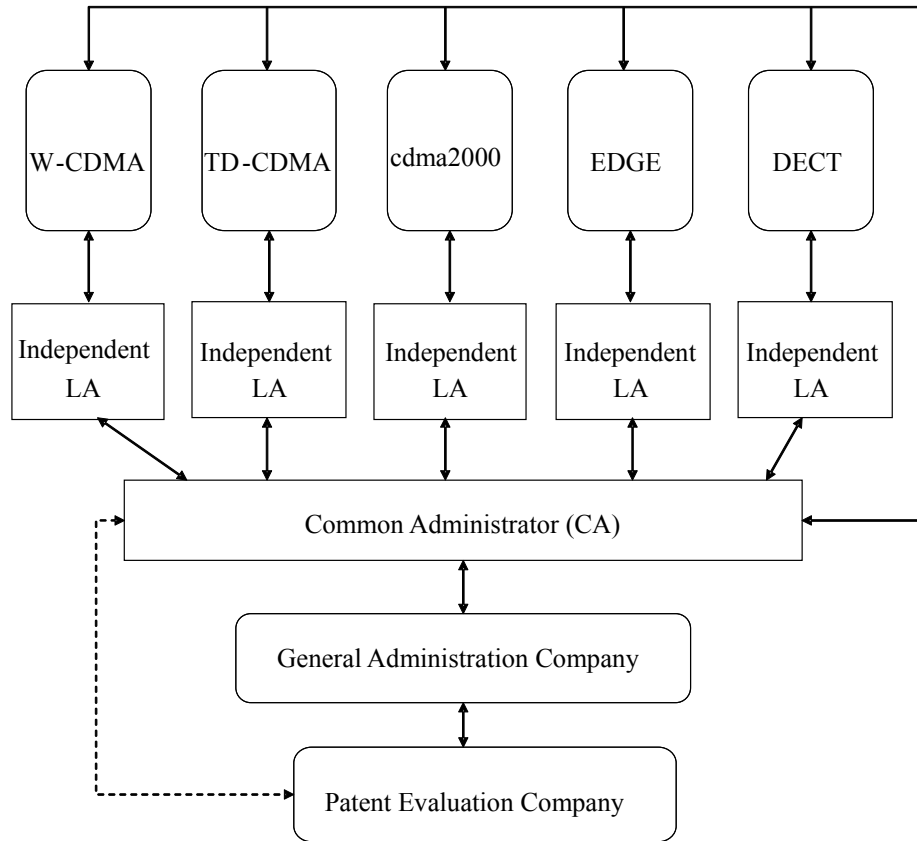 W-CDMA
TD-CDMA
cdma2000
EDGE
DECT
Independent
LA
Independent
LA
Independent
LA
Independent
LA
Independent
LA
Common Administrator (CA)
General Administration Company
Patent Evaluation Company